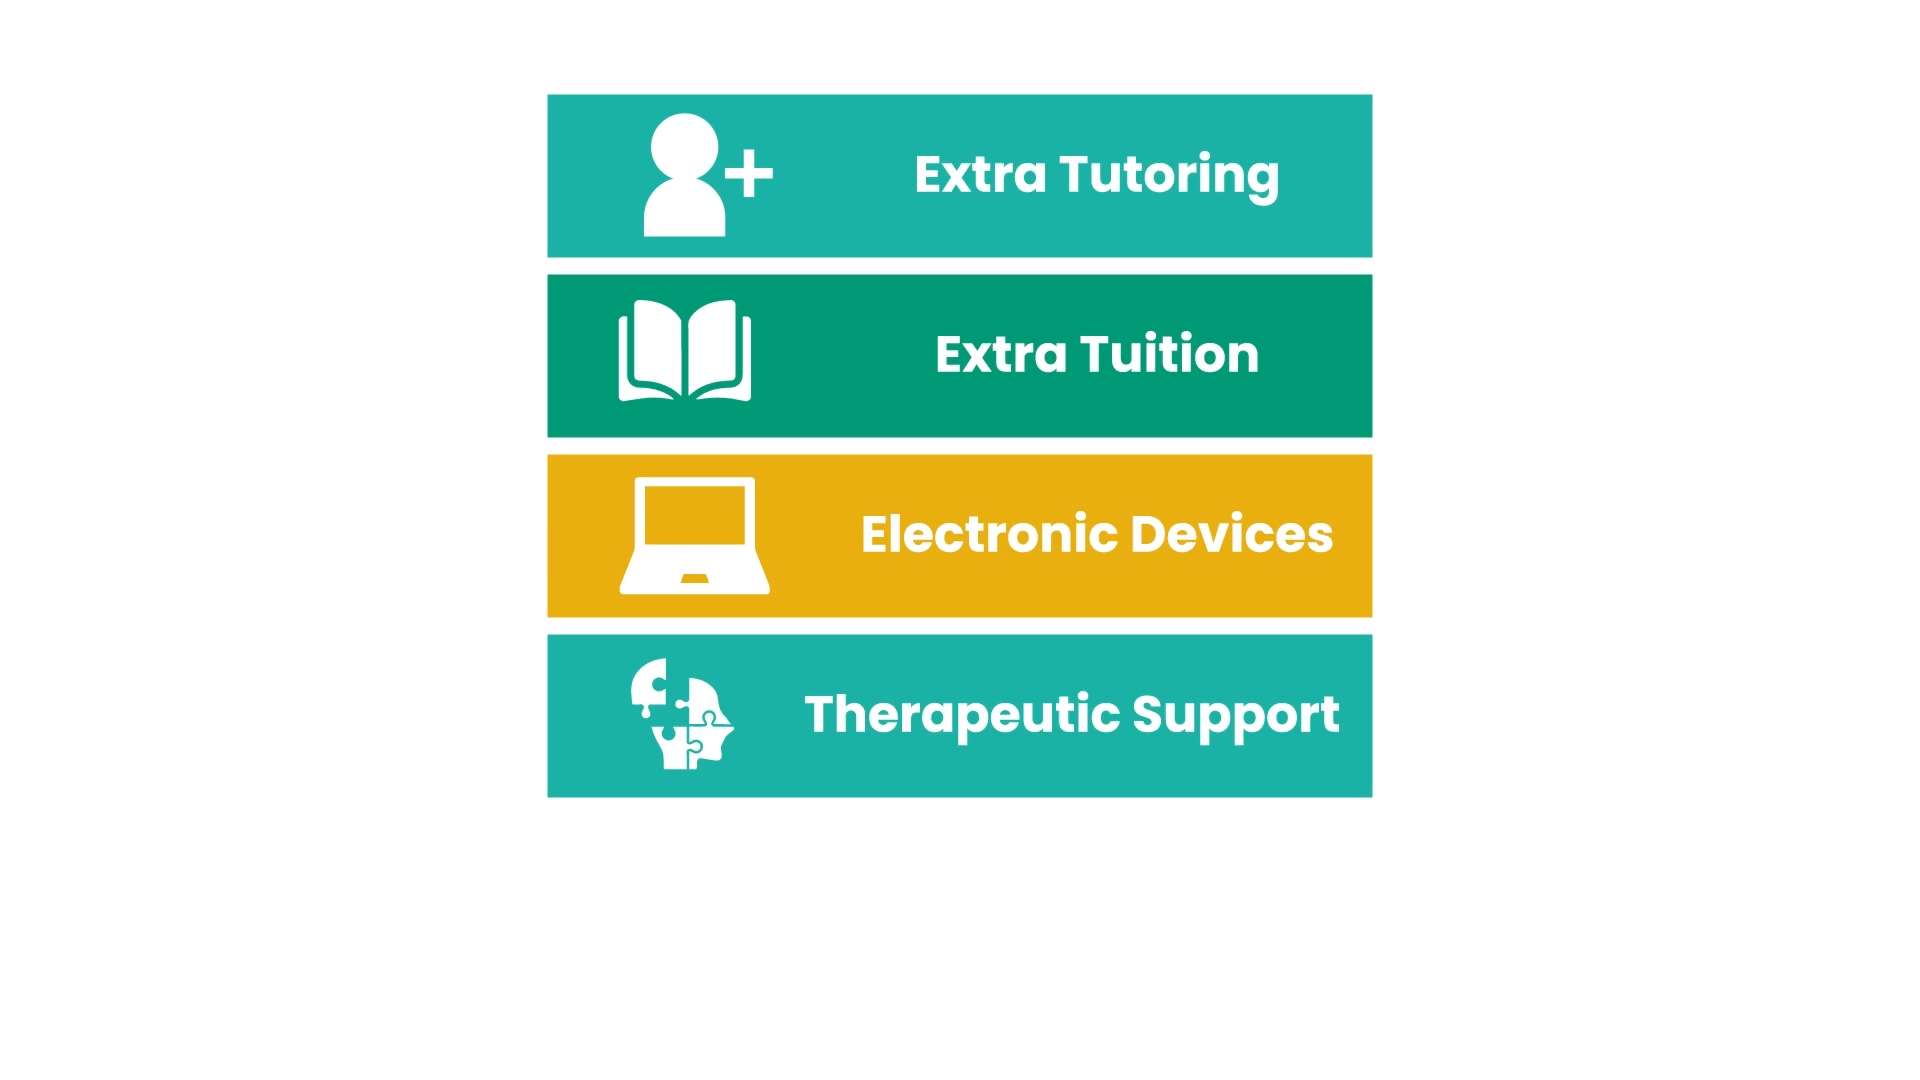 Extra Tutoring
Extra Tuition
Electronic Devices
Therapeutic Support